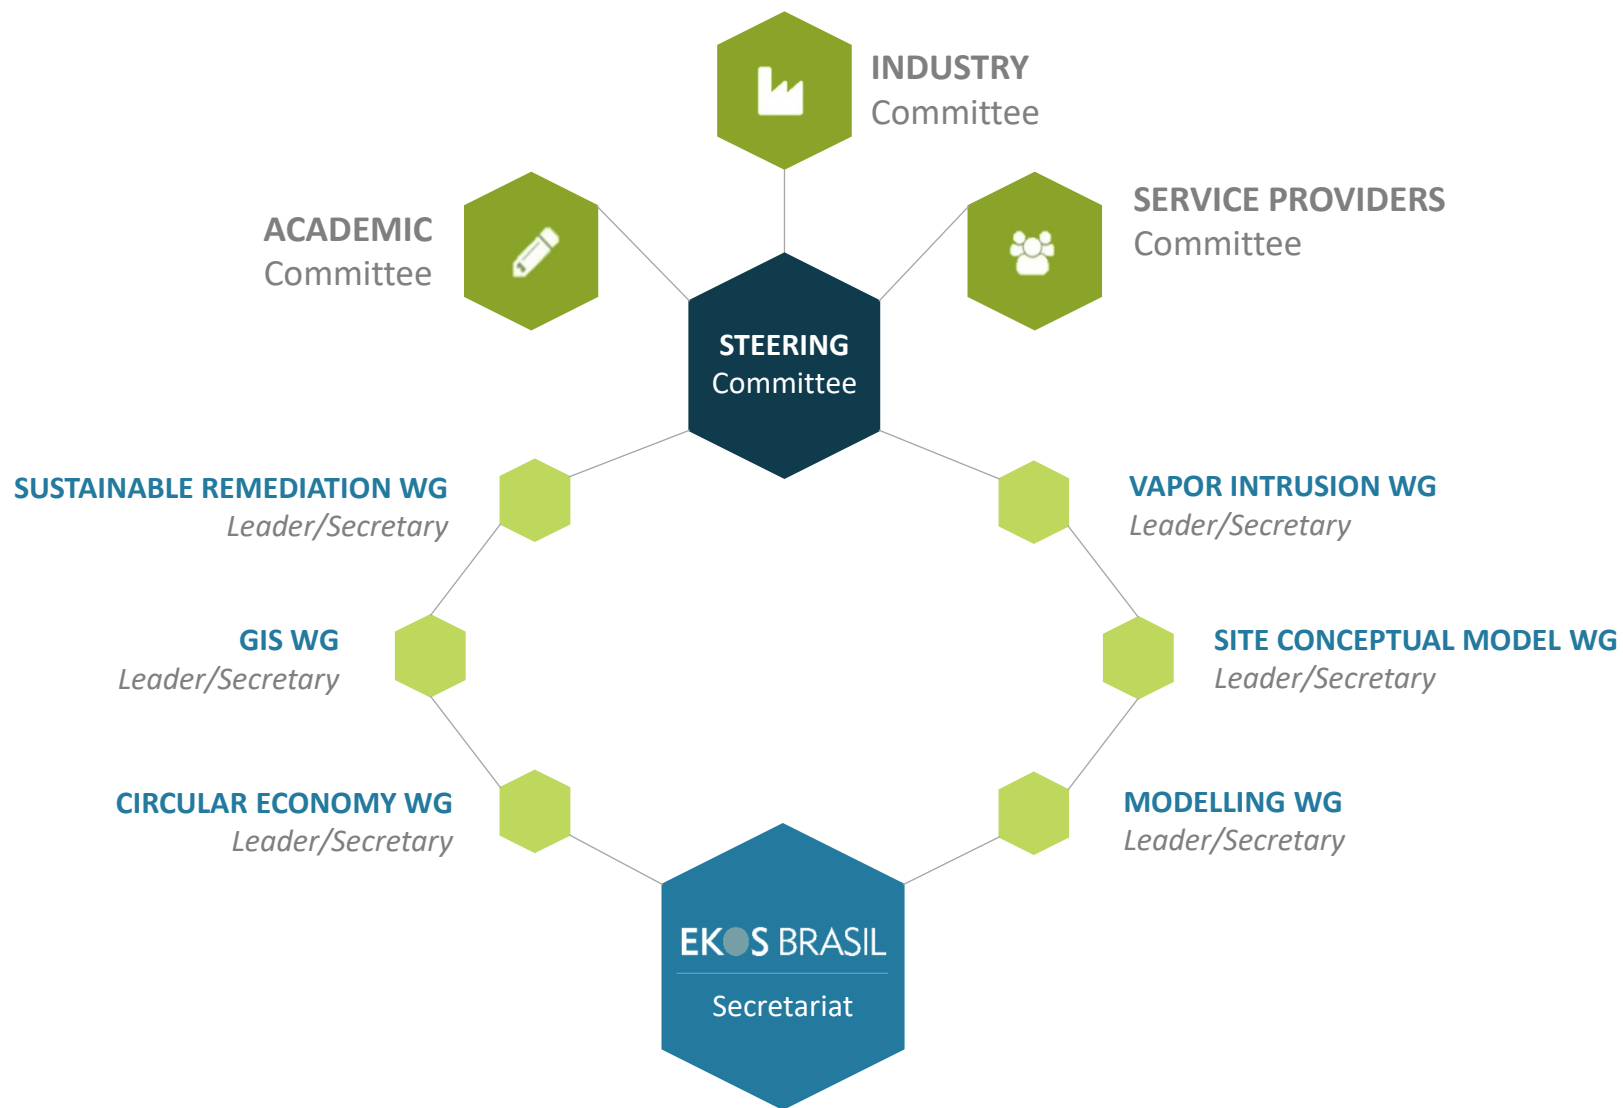 INDUSTRY
Committee
ACADEMIC
Committee
SERVICE PROVIDERS
Committee
STEERING
Committee
SUSTAINABLE REMEDIATION WG
Leader/Secretary
VAPOR INTRUSION WG
Leader/Secretary
GIS WG
Leader/Secretary
SITE CONCEPTUAL MODEL WG
Leader/Secretary
CIRCULAR ECONOMY WG
Leader/Secretary
MODELLING WG
Leader/Secretary
EKOS BRASIL
Secretariat